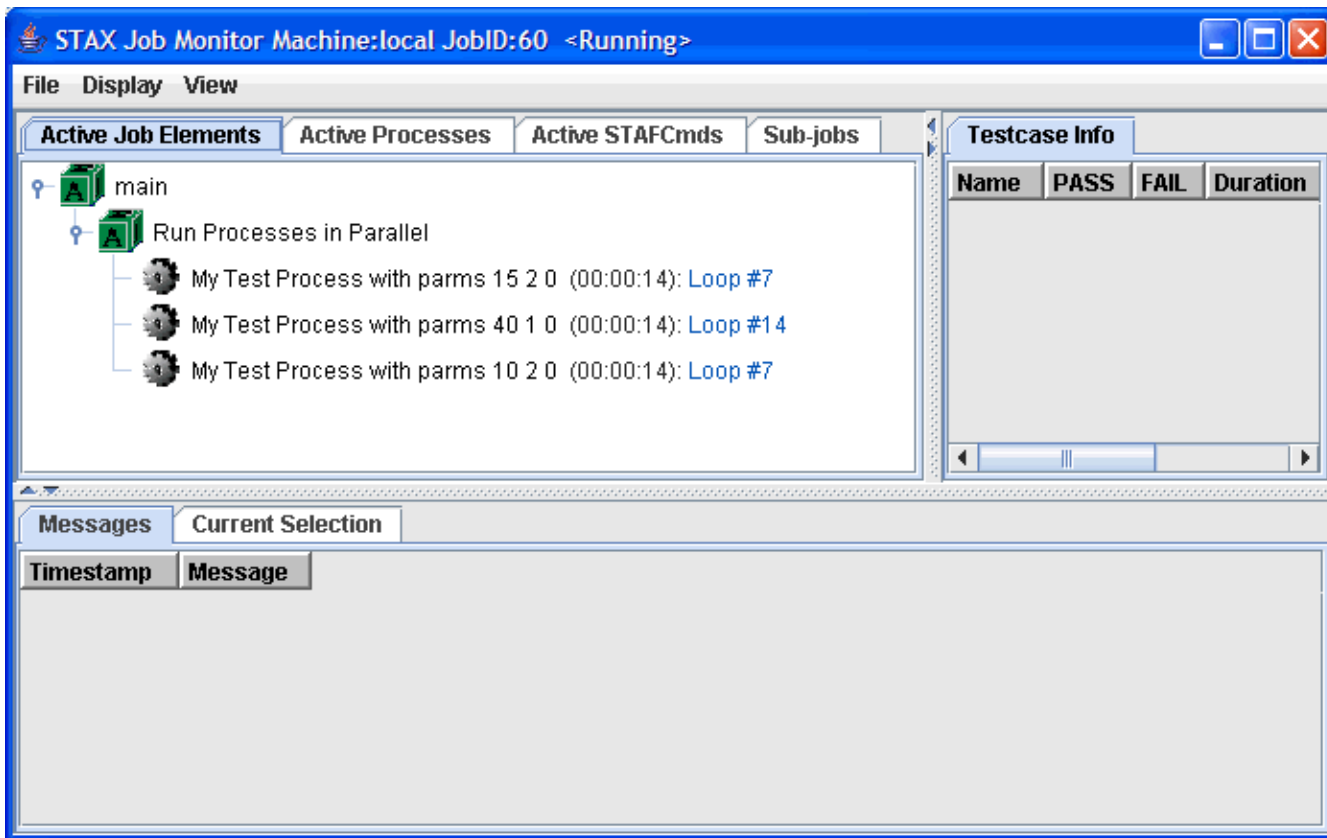 STAX Job Monitor Machine:local JobID:60 <Running>
File Display View
Active Job Elements Active Processes Active STAFCmds Sub-jobs Testcase Info
Name PASS FAIL Duration
main
Run Processes in Parallel
My Test Process with parms 15 2 0 (00:00:14): Loop #7
My Test Process with parms 40 1 0 (00:00:14): Loop #14
My Test Process with parms 10 2 0 (00:00:14): Loop #7
Messages Current Selection
Timestamp Message